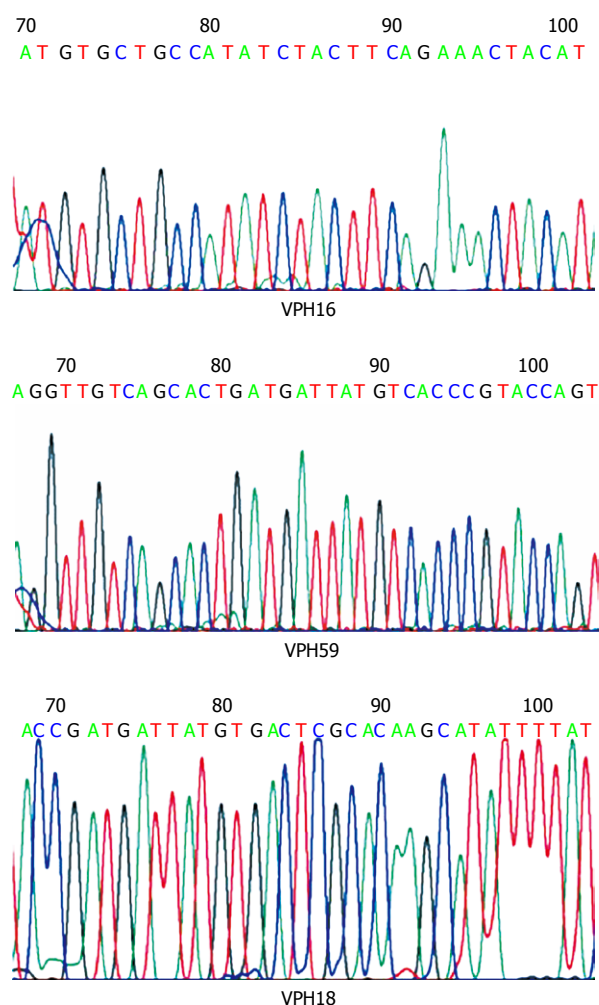 70 80 90 100
ATGTGCTGCCATATCTACTTCAGAAACTACAT
VPH16
70 80 90 100
AGGTTGTCAGCACTGATGATTATGTCACCCGTACCAGT
VPH59
70 80 90 100
ACCGATGATTATGTGACTCGCACAAGCATATTTTAT
VPH18